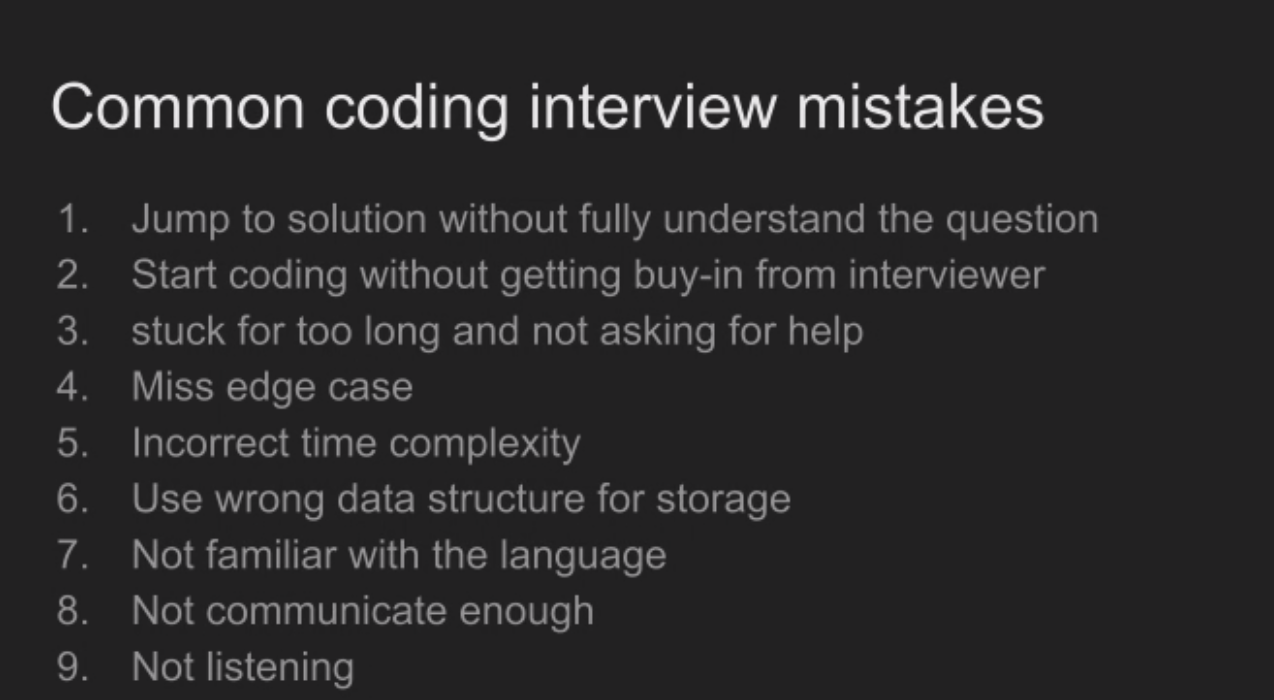 Common coding interview mistakes
1. Jump to solution without fully understand the question
2. Start coding without getting buy-in from interviewer
3. stuck for too long and not asking for help
4. Miss edge case
5. Incorrect time complexity
6. Use wrong data structure for storage
7. Not familiar with the language
8. Not communicate enough
9. Not listening